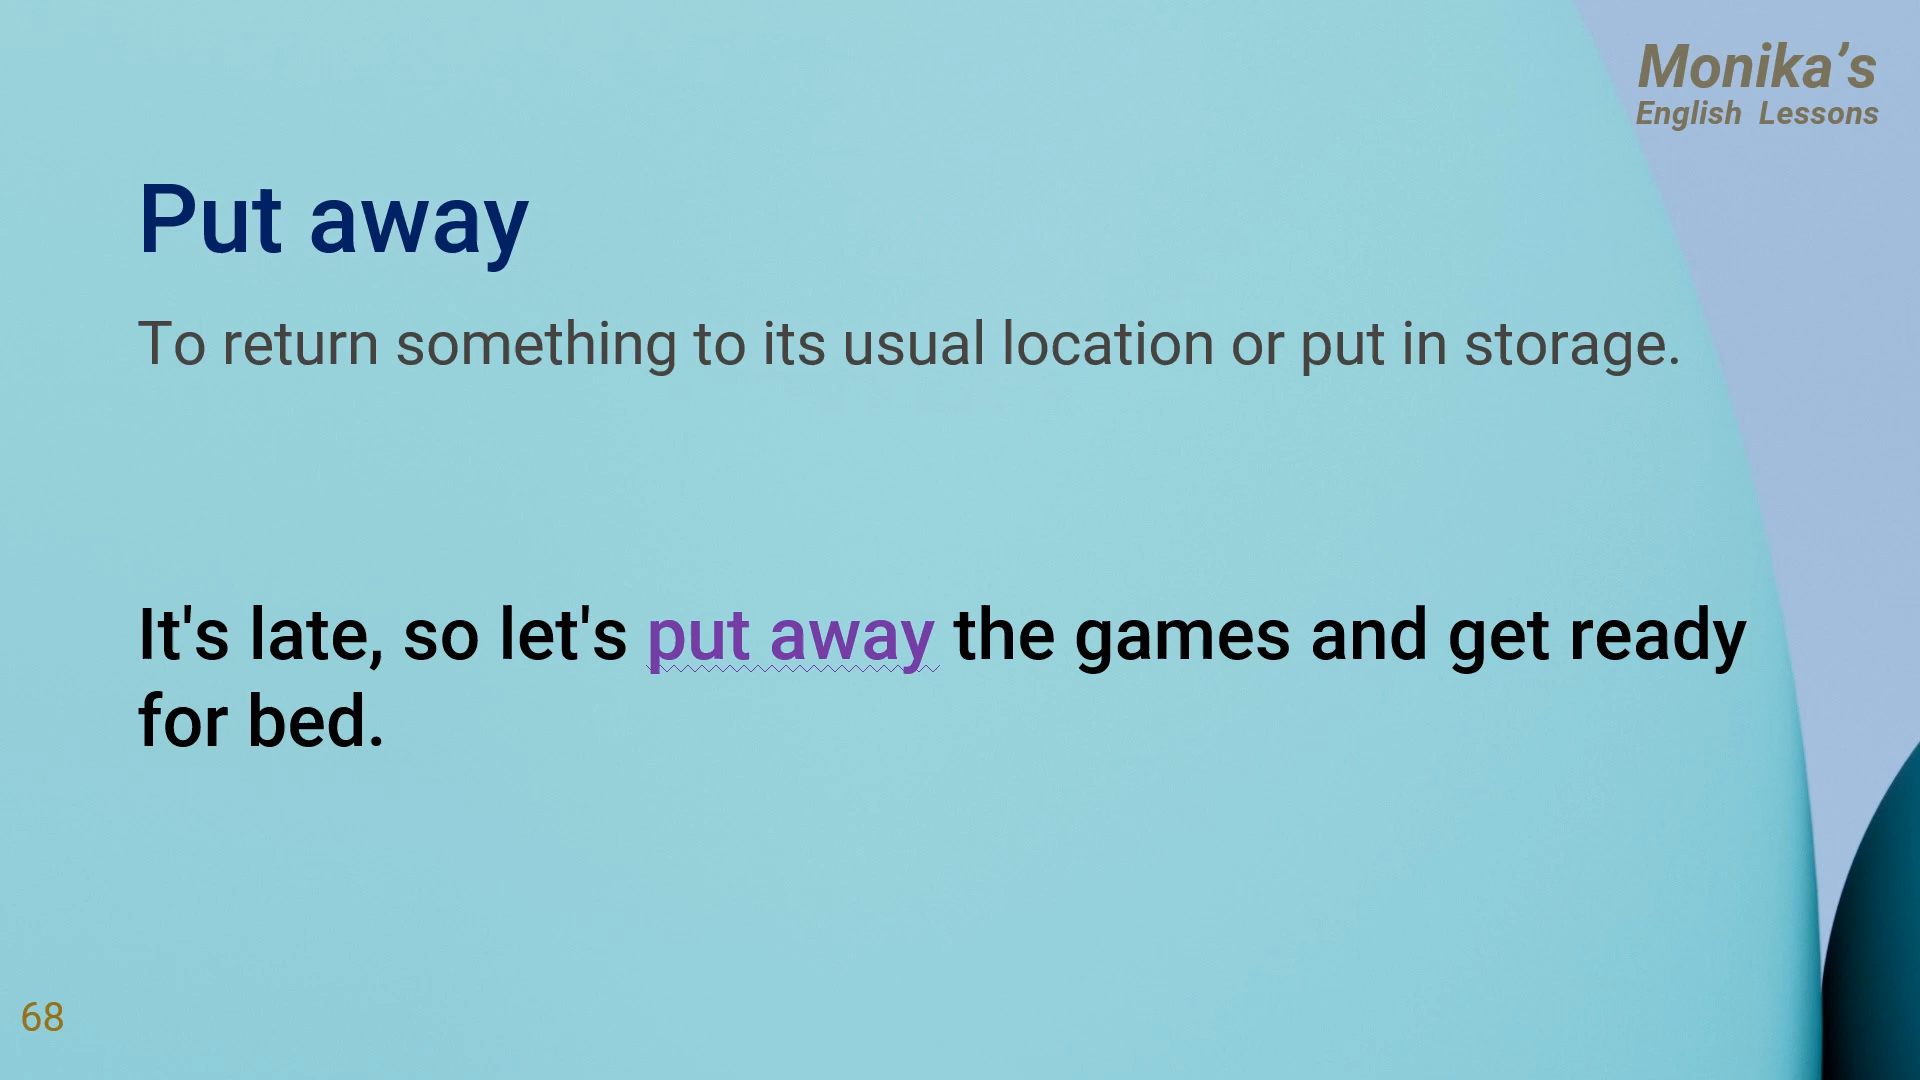 Monika’s
English Lessons
Put away
To return something to its usual location or put in storage.
It's late, so let's put away the games and get ready
for bed.
68